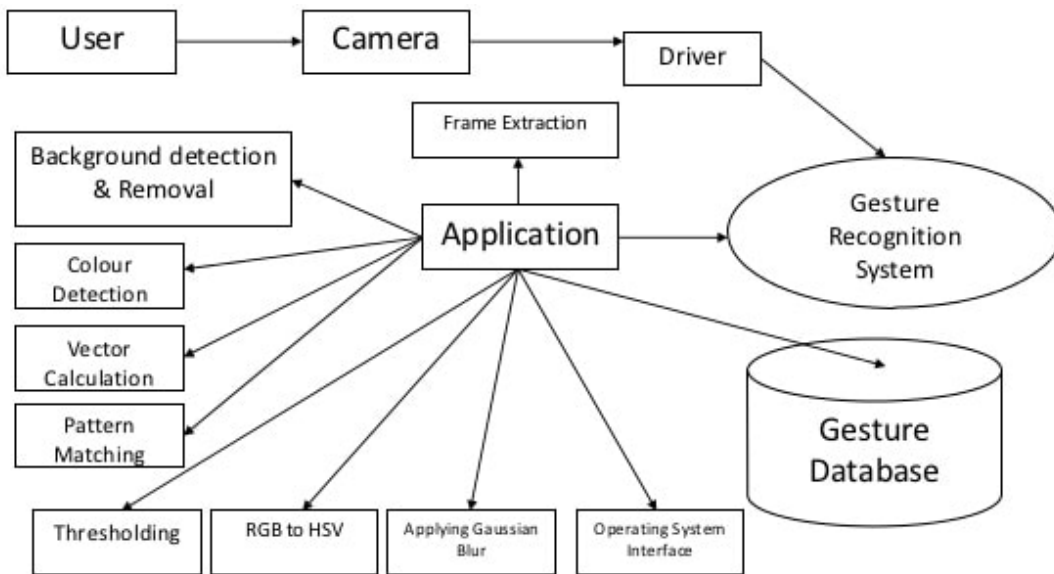 User
Camera
Driver
Frame Extraction
Background detection
& Removal
Application
Gesture
Recognition
System
Colour
Detection
Vector
Calculation
Pattern
Matching
Gesture
Database
Thresholding
RGB to HSV
Applying Gaussian
Blur
Operating System
Interface